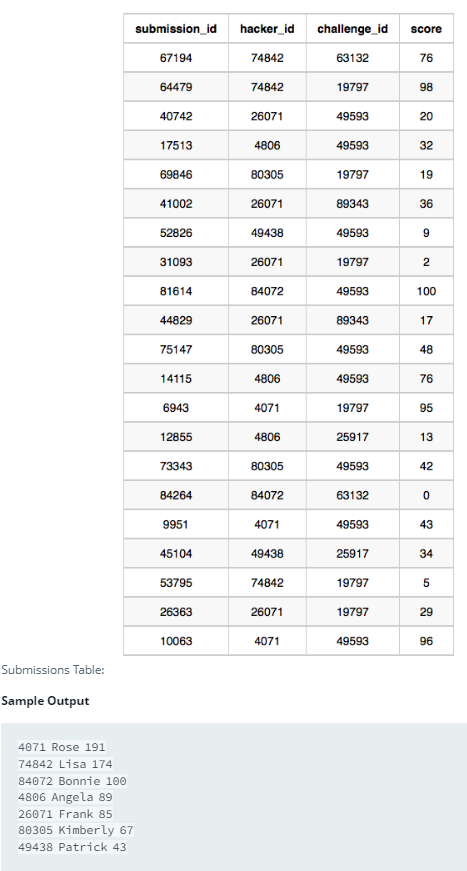 submission_id hacker_id challenge_id score
67194 74842 63132 76
64479 74842 19797 98
40742 26071 49593 20
17513 4806 49593 32
69846 80305 19797 19
41002 26071 89343 36
52826 49438 49593 9
31093 26071 19797 2
81614 84072 49593 100
44829 26071 89343 17
75147 80305 49593 48
14115 4806 49593 76
6943 4071 19797 95
12855 4806 25917 13
73343 80305 49593 42
84264 84072 63132 0
9951 4071 49593 43
45104 49438 25917 34
53795 74842 19797 5
26363 26071 19797 29
10063 4071 49593 96
Submissions Table:
Sample Output
4071 Rose 191
74842 Lisa 174
84072 Bonnie 100
4806 Angela 89
26071 Frank 85
80305 Kimberly 67
49438 Patrick 43